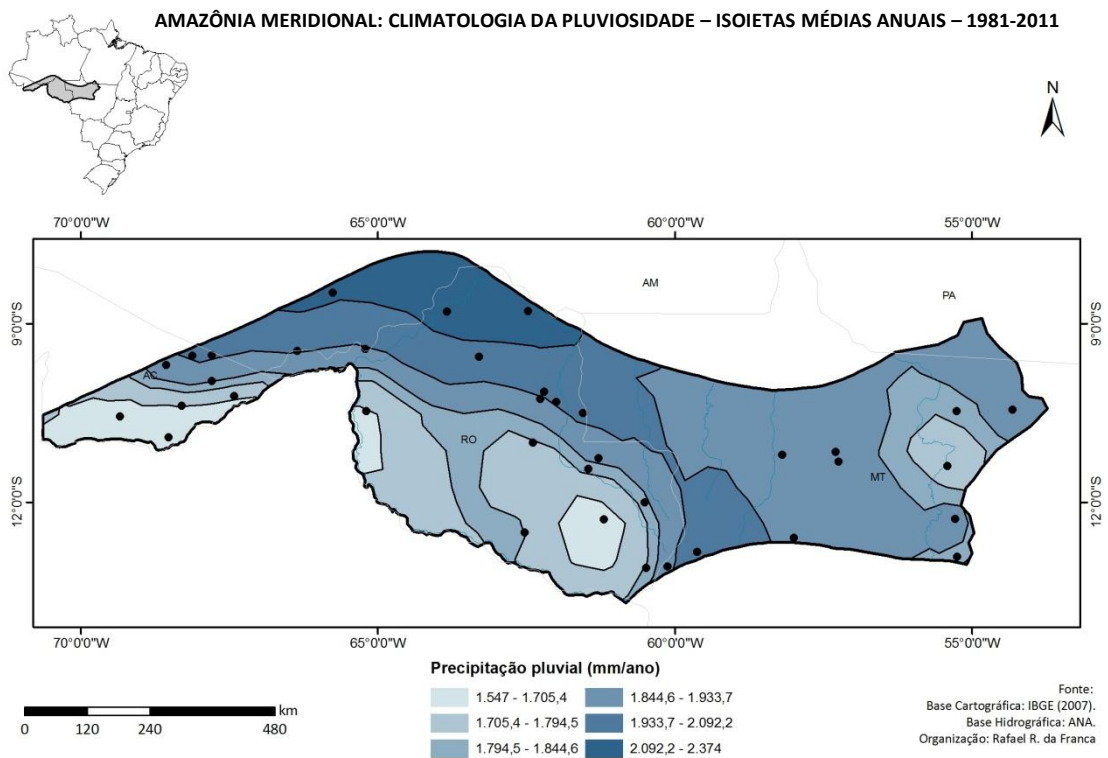 AMAZÔNIA MERIDIONAL: CLIMATOLOGIA DA PLUVIOSIDADE – ISOIETAS MÉDIAS ANUAIS – 1981-2011
N
70°0'0"W 65°0'0"W 60°0'0"W 55°0'0"W
AM
PA
9°0'0"S 9°0'0"S
AC
RO
MT
12°0'0"S 12°0'0"S
70°0'0"W 65°0'0"W 60°0'0"W 55°0'0"W
Precipitação pluvial (mm/ano)
1.547 - 1.705,4 1.844,6 - 1.933,7
1.705,4 - 1.794,5 1.933,7 - 2.092,2
1.794,5 - 1.844,6 2.092,2 - 2.374
km
0 120 240 480
Fonte:
Base Cartográfica: IBGE (2007).
Base Hidrográfica: ANA.
Organização: Rafael R. da Franca